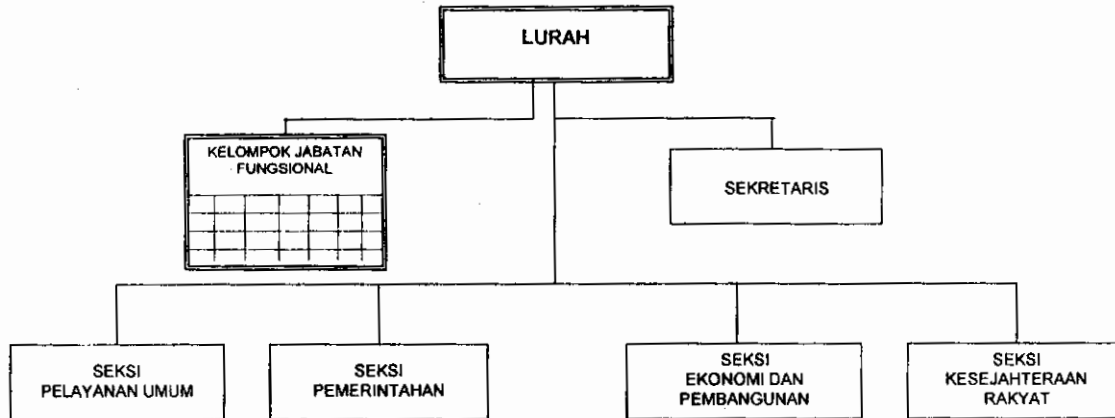 LURAH
KELOMPOK JABATAN
FUNGSIONAL
SEKRETARIS
SEKSI
PELAYANAN UMUM
SEKSI
PEMERINTAHAN
SEKSI
EKONOMI DAN
PEMBANGUNAN
SEKSI
KESEJAHTERAAN
RAKYAT